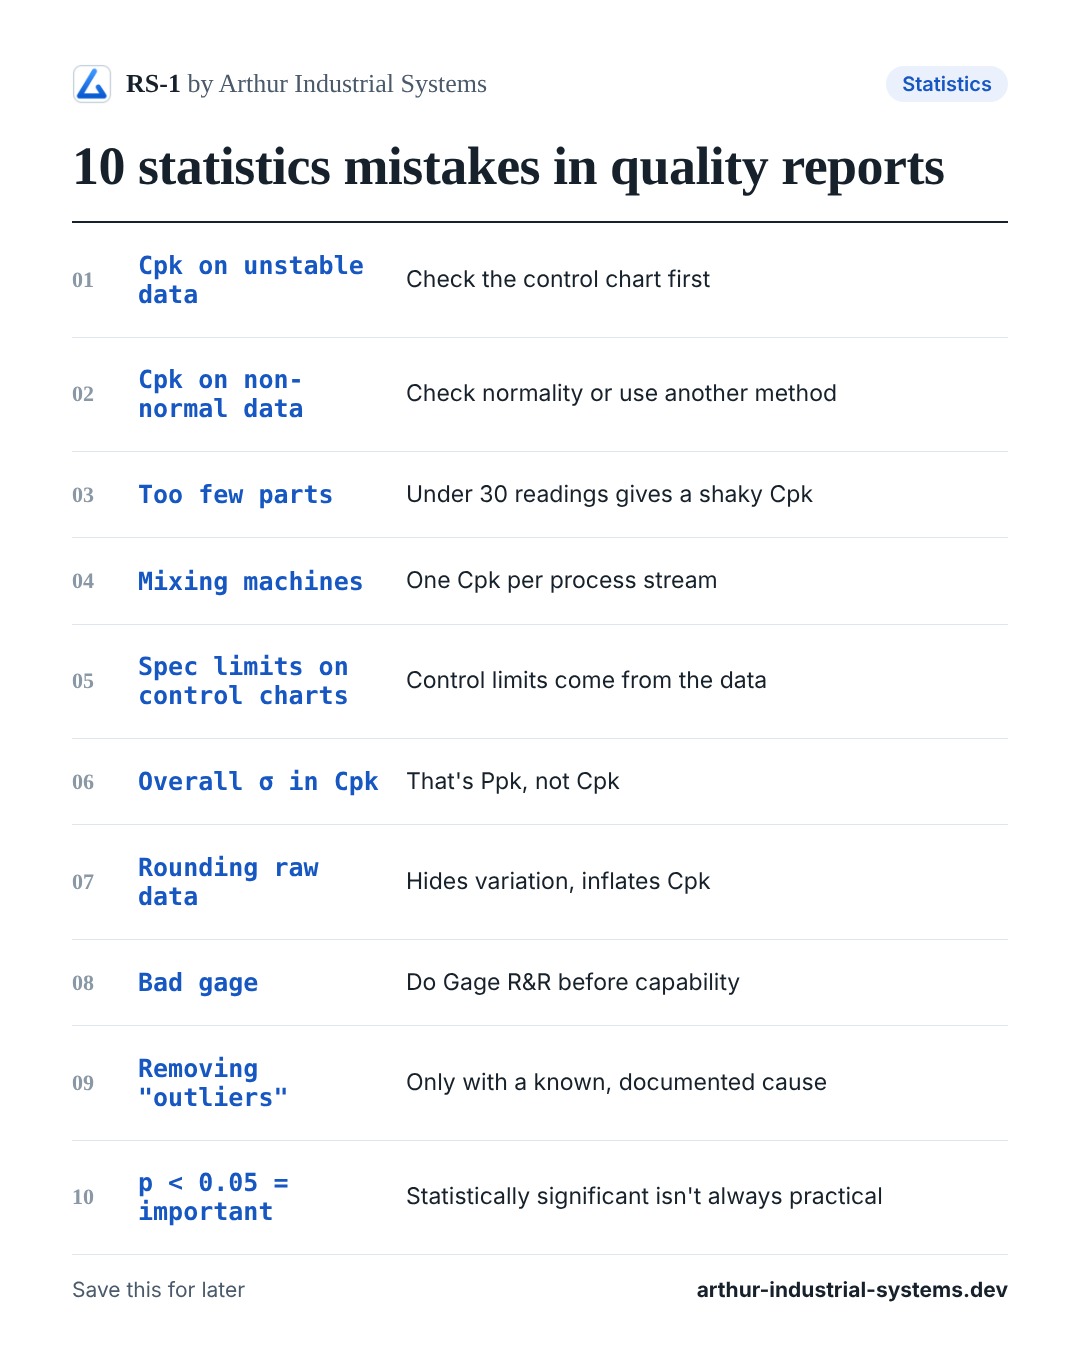 RS-1 by Arthur Industrial Systems
Statistics
10 statistics mistakes in quality reports
01
Cpk on unstable
data
Check the control chart first
02
Cpk on non-
normal data
Check normality or use another method
03
Too few parts
Under 30 readings gives a shaky Cpk
04
Mixing machines
One Cpk per process stream
05
Spec limits on
control charts
Control limits come from the data
06
Overall σ in Cpk
That's Ppk, not Cpk
07
Rounding raw
data
Hides variation, inflates Cpk
08
Bad gage
Do Gage R&R before capability
09
Removing
"outliers"
Only with a known, documented cause
10
p < 0.05 =
important
Statistically significant isn't always practical
Save this for later
arthur-industrial-systems.dev